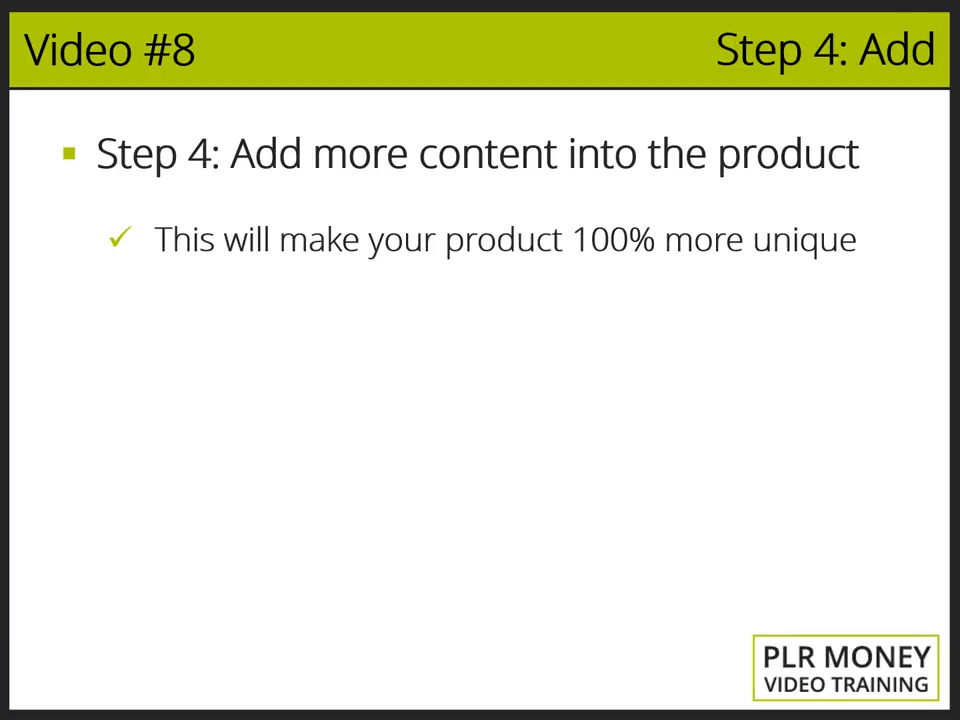 Video #8
Step 4: Add
Step 4: Add more content into the product
This will make your product 100% more unique
PLR MONEY
VIDEO TRAINING